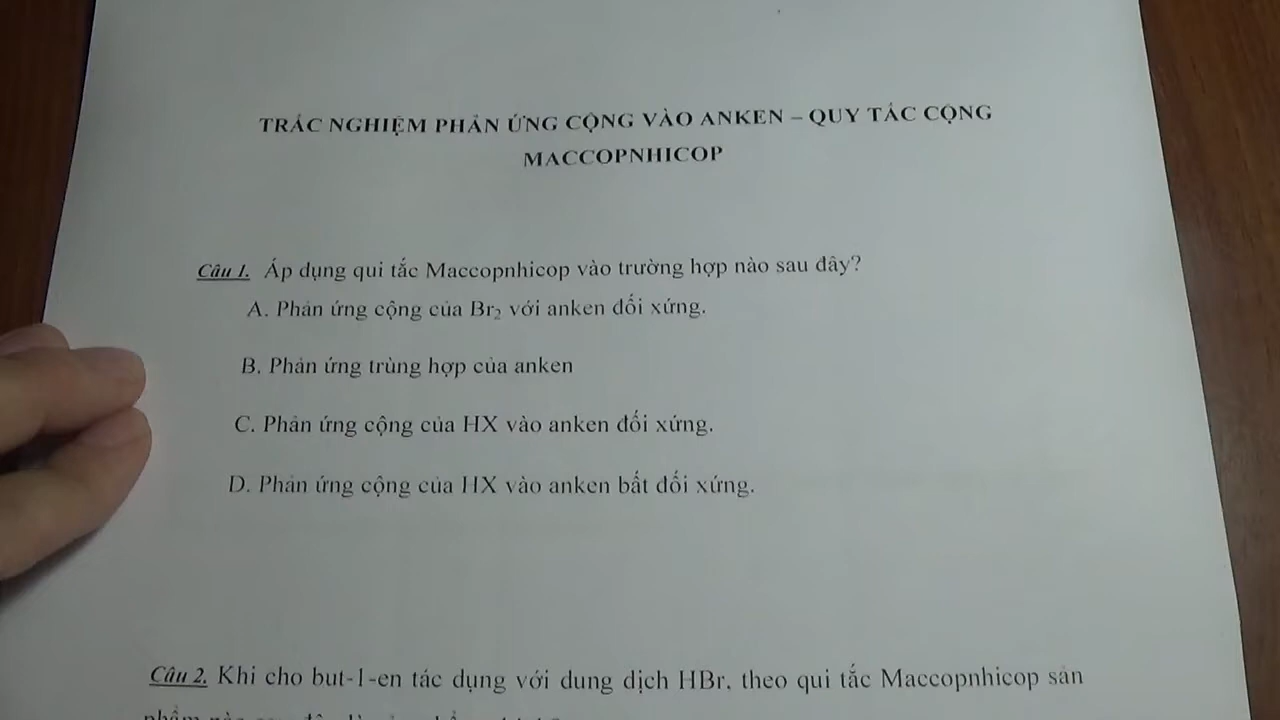 TRẮC NGHIỆM PHẢN ỨNG CỘNG VÀO ANKEN – QUY TẮC CỘNG
MACCOPNHICOP
Câu 1. Áp dụng qui tắc Maccopnhicop vào trường hợp nào sau đây?
A. Phản ứng cộng của Br₂ với anken đối xứng.
B. Phản ứng trùng hợp của anken
C. Phản ứng cộng của HX vào anken đối xứng.
D. Phản ứng cộng của HX vào anken bất đối xứng.
Câu 2. Khi cho but-1-en tác dụng với dung dịch HBr, theo qui tắc Maccopnhicop sản